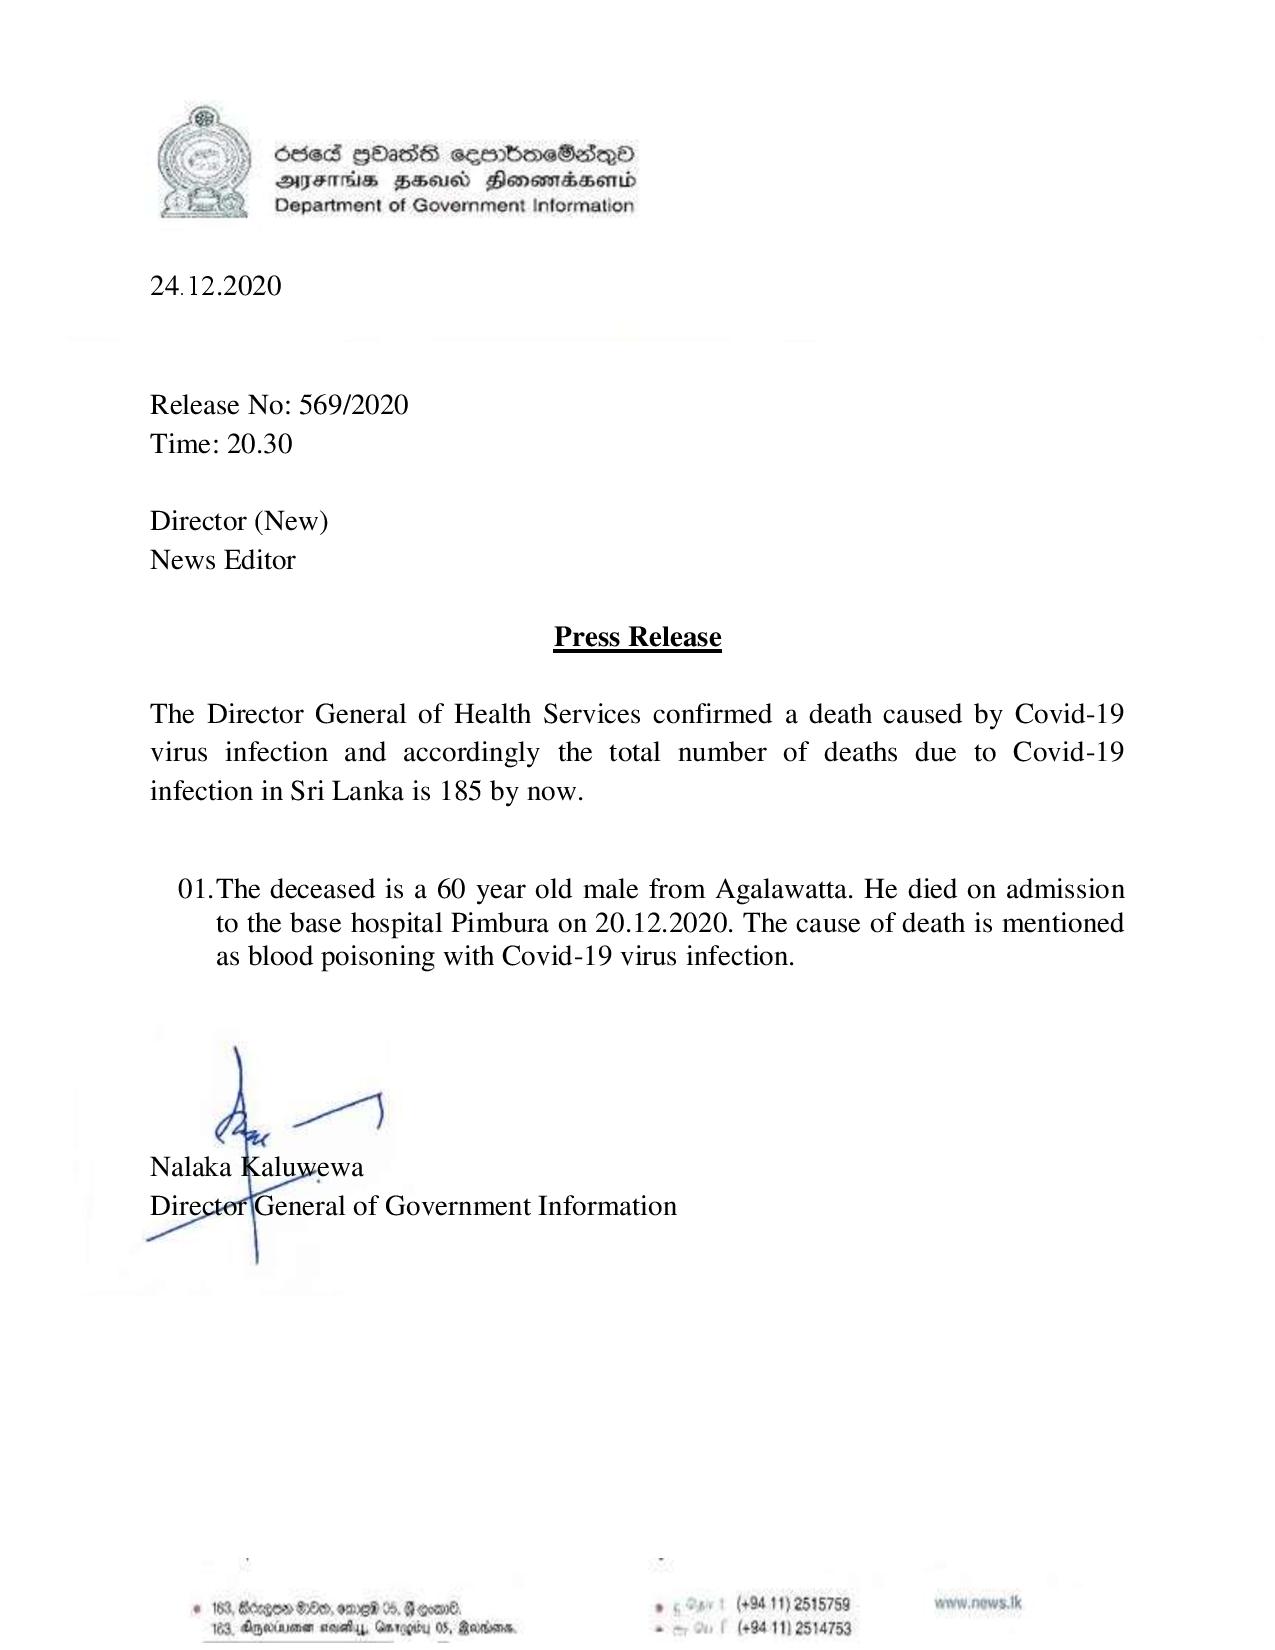 රජයේ ප්‍රවෘත්ති දෙපාර්තමේන්තුව
அரசாங்க தகவல் திணைக்களம்
Department of Government Information
24.12.2020
Release No: 569/2020
Time: 20.30
Director (New)
News Editor
Press Release
The Director General of Health Services confirmed a death caused by Covid-19
virus infection and accordingly the total number of deaths due to Covid-19
infection in Sri Lanka is 185 by now.
01. The deceased is a 60 year old male from Agalawatta. He died on admission
to the base hospital Pimbura on 20.12.2020. The cause of death is mentioned
as blood poisoning with Covid-19 virus infection.
Nalaka Kaluwewa
Director General of Government Information
163, කිරුලපන මාවත, කොළඹ 05, ශ්‍රී ලංකාව.
163, கிருலப்பனை எவனியூ, கொழும்பு 05, இலங்கை.
(+94 11) 2515759
(+94 11) 2514753
www.news.lk